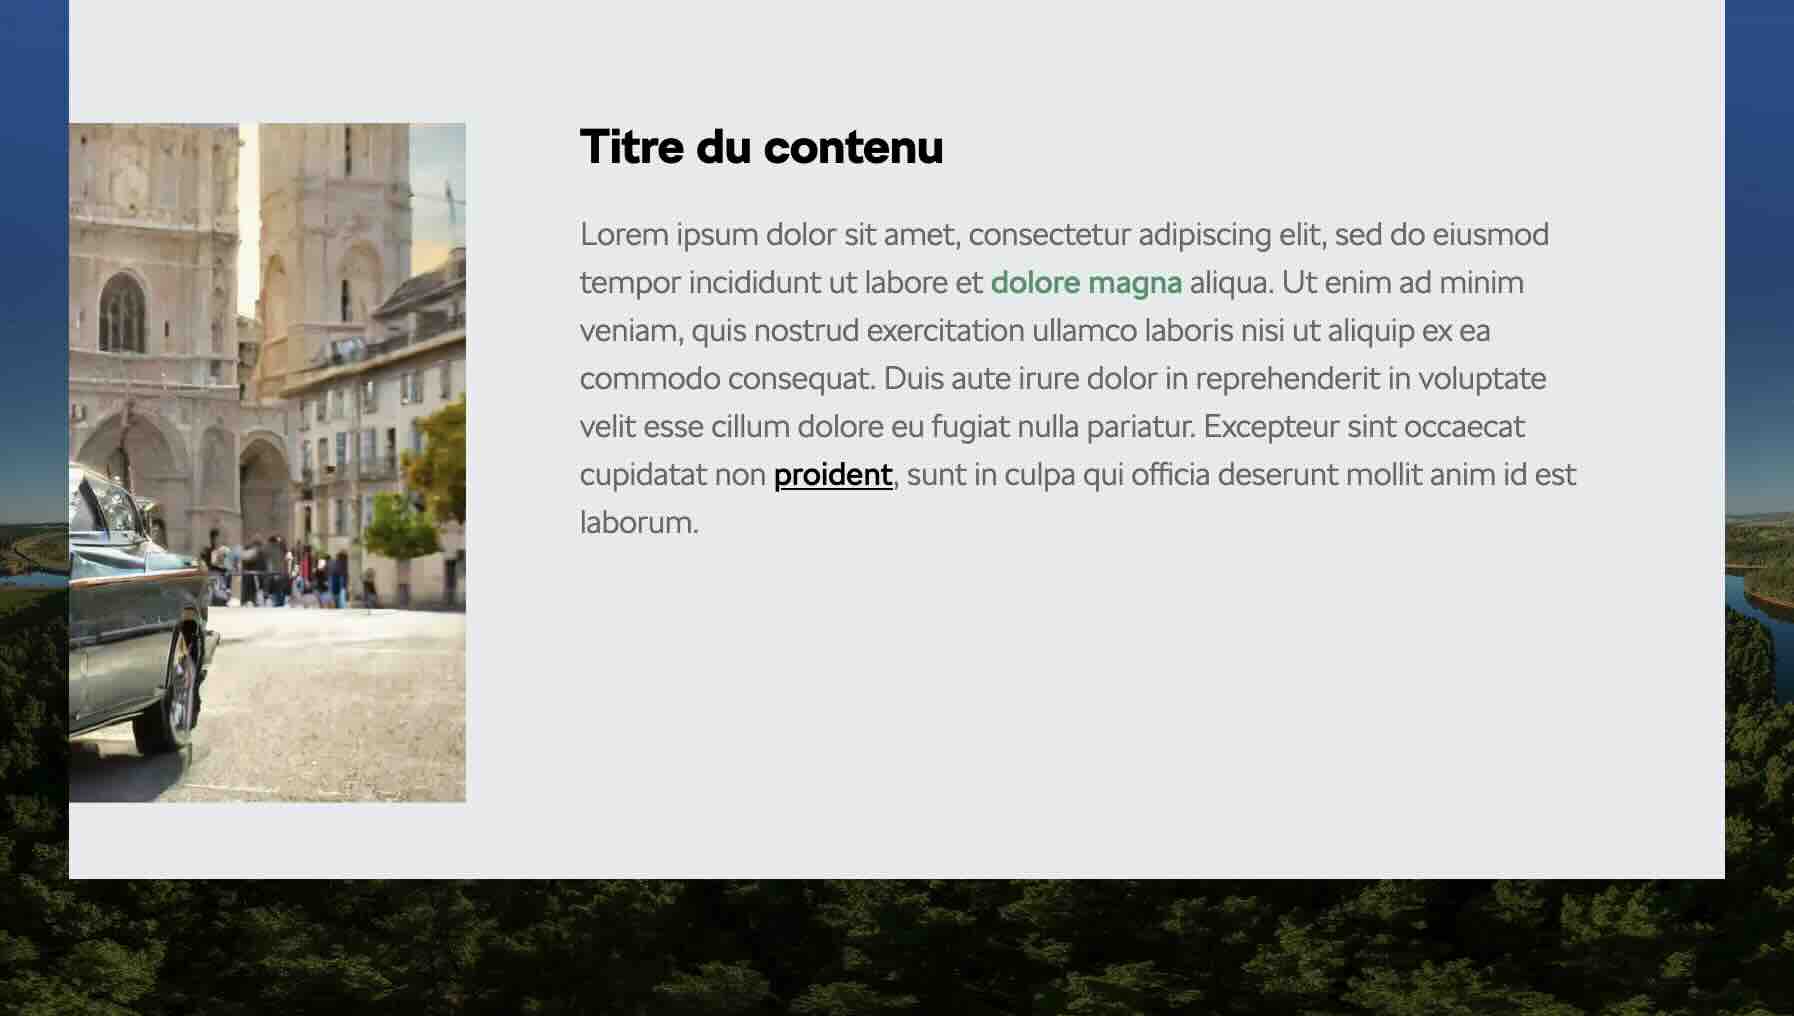 Titre du contenu
Lorem ipsum dolor sit amet, consectetur adipiscing elit, sed do eiusmod
tempor incididunt ut labore et dolore magna aliqua. Ut enim ad minim
veniam, quis nostrud exercitation ullamco laboris nisi ut aliquip ex ea
commodo consequat. Duis aute irure dolor in reprehenderit in voluptate
velit esse cillum dolore eu fugiat nulla pariatur. Excepteur sint occaecat
cupidatat non proident, sunt in culpa qui officia deserunt mollit anim id est
laborum.